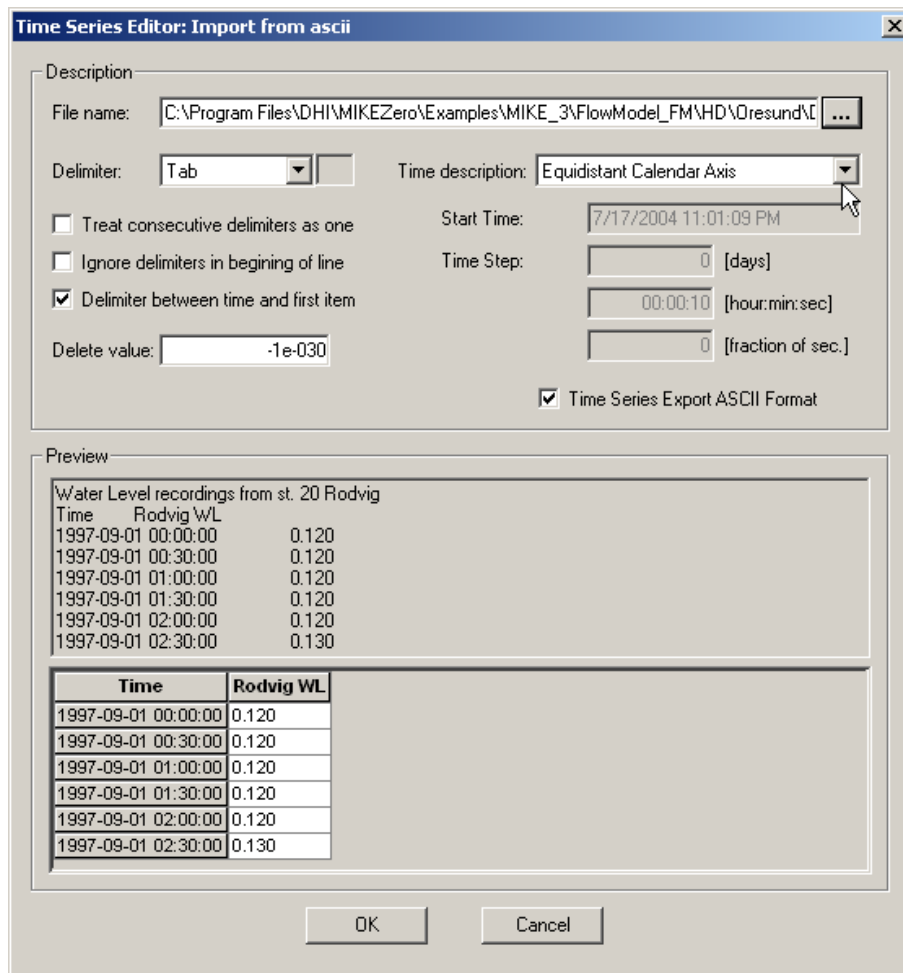 Time Series Editor: Import from ascii
Description
File name: C:\Program Files\DHI\MIKEZero\Examples\MIKE_3\FlowModel_FM\HD\Oresund\D ...
Delimiter: Tab Time description: Equidistant Calendar Axis
Treat consecutive delimiters as one Start Time: 7/17/2004 11:01:09 PM
Ignore delimiters in begining of line Time Step: 0 [days]
Delimiter between time and first item 00:00:10 [hour:min:sec]
Delete value: -1e-030 0 [fraction of sec.]
Time Series Export ASCII Format
Preview
Water Level recordings from st. 20 Rodvig
Time Rodvig WL
1997-09-01 00:00:00 0.120
1997-09-01 00:30:00 0.120
1997-09-01 01:00:00 0.120
1997-09-01 01:30:00 0.120
1997-09-01 02:00:00 0.120
1997-09-01 02:30:00 0.130
Time Rodvig WL
1997-09-01 00:00:00 0.120
1997-09-01 00:30:00 0.120
1997-09-01 01:00:00 0.120
1997-09-01 01:30:00 0.120
1997-09-01 02:00:00 0.120
1997-09-01 02:30:00 0.130
OK Cancel